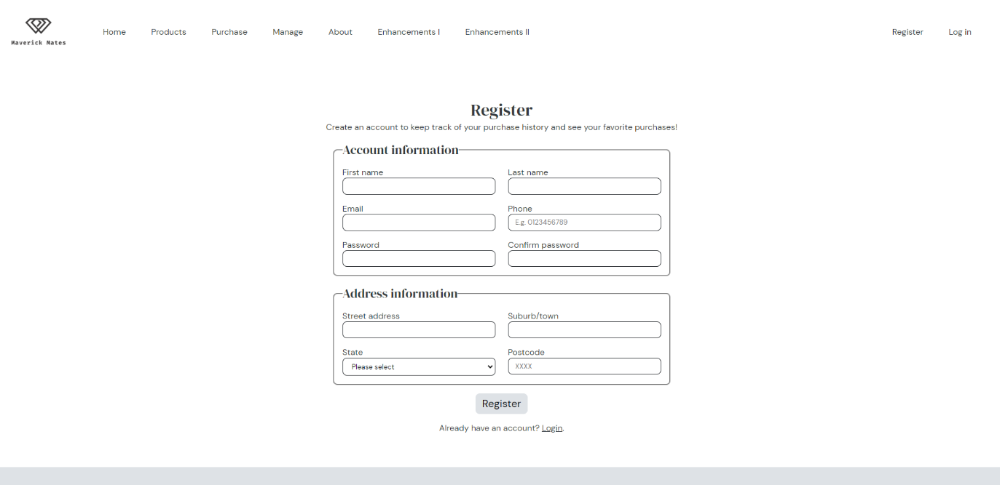 Maverick Mates
Home Products Purchase Manage About Enhancements I Enhancements II Register Log in
Register
Create an account to keep track of your purchase history and see your favorite purchases!
Account information
First name Last name
Email Phone
E.g. 0123456789
Password Confirm password
Address information
Street address Suburb/town
State Postcode
Please select XXXX
Register
Already have an account? Login.